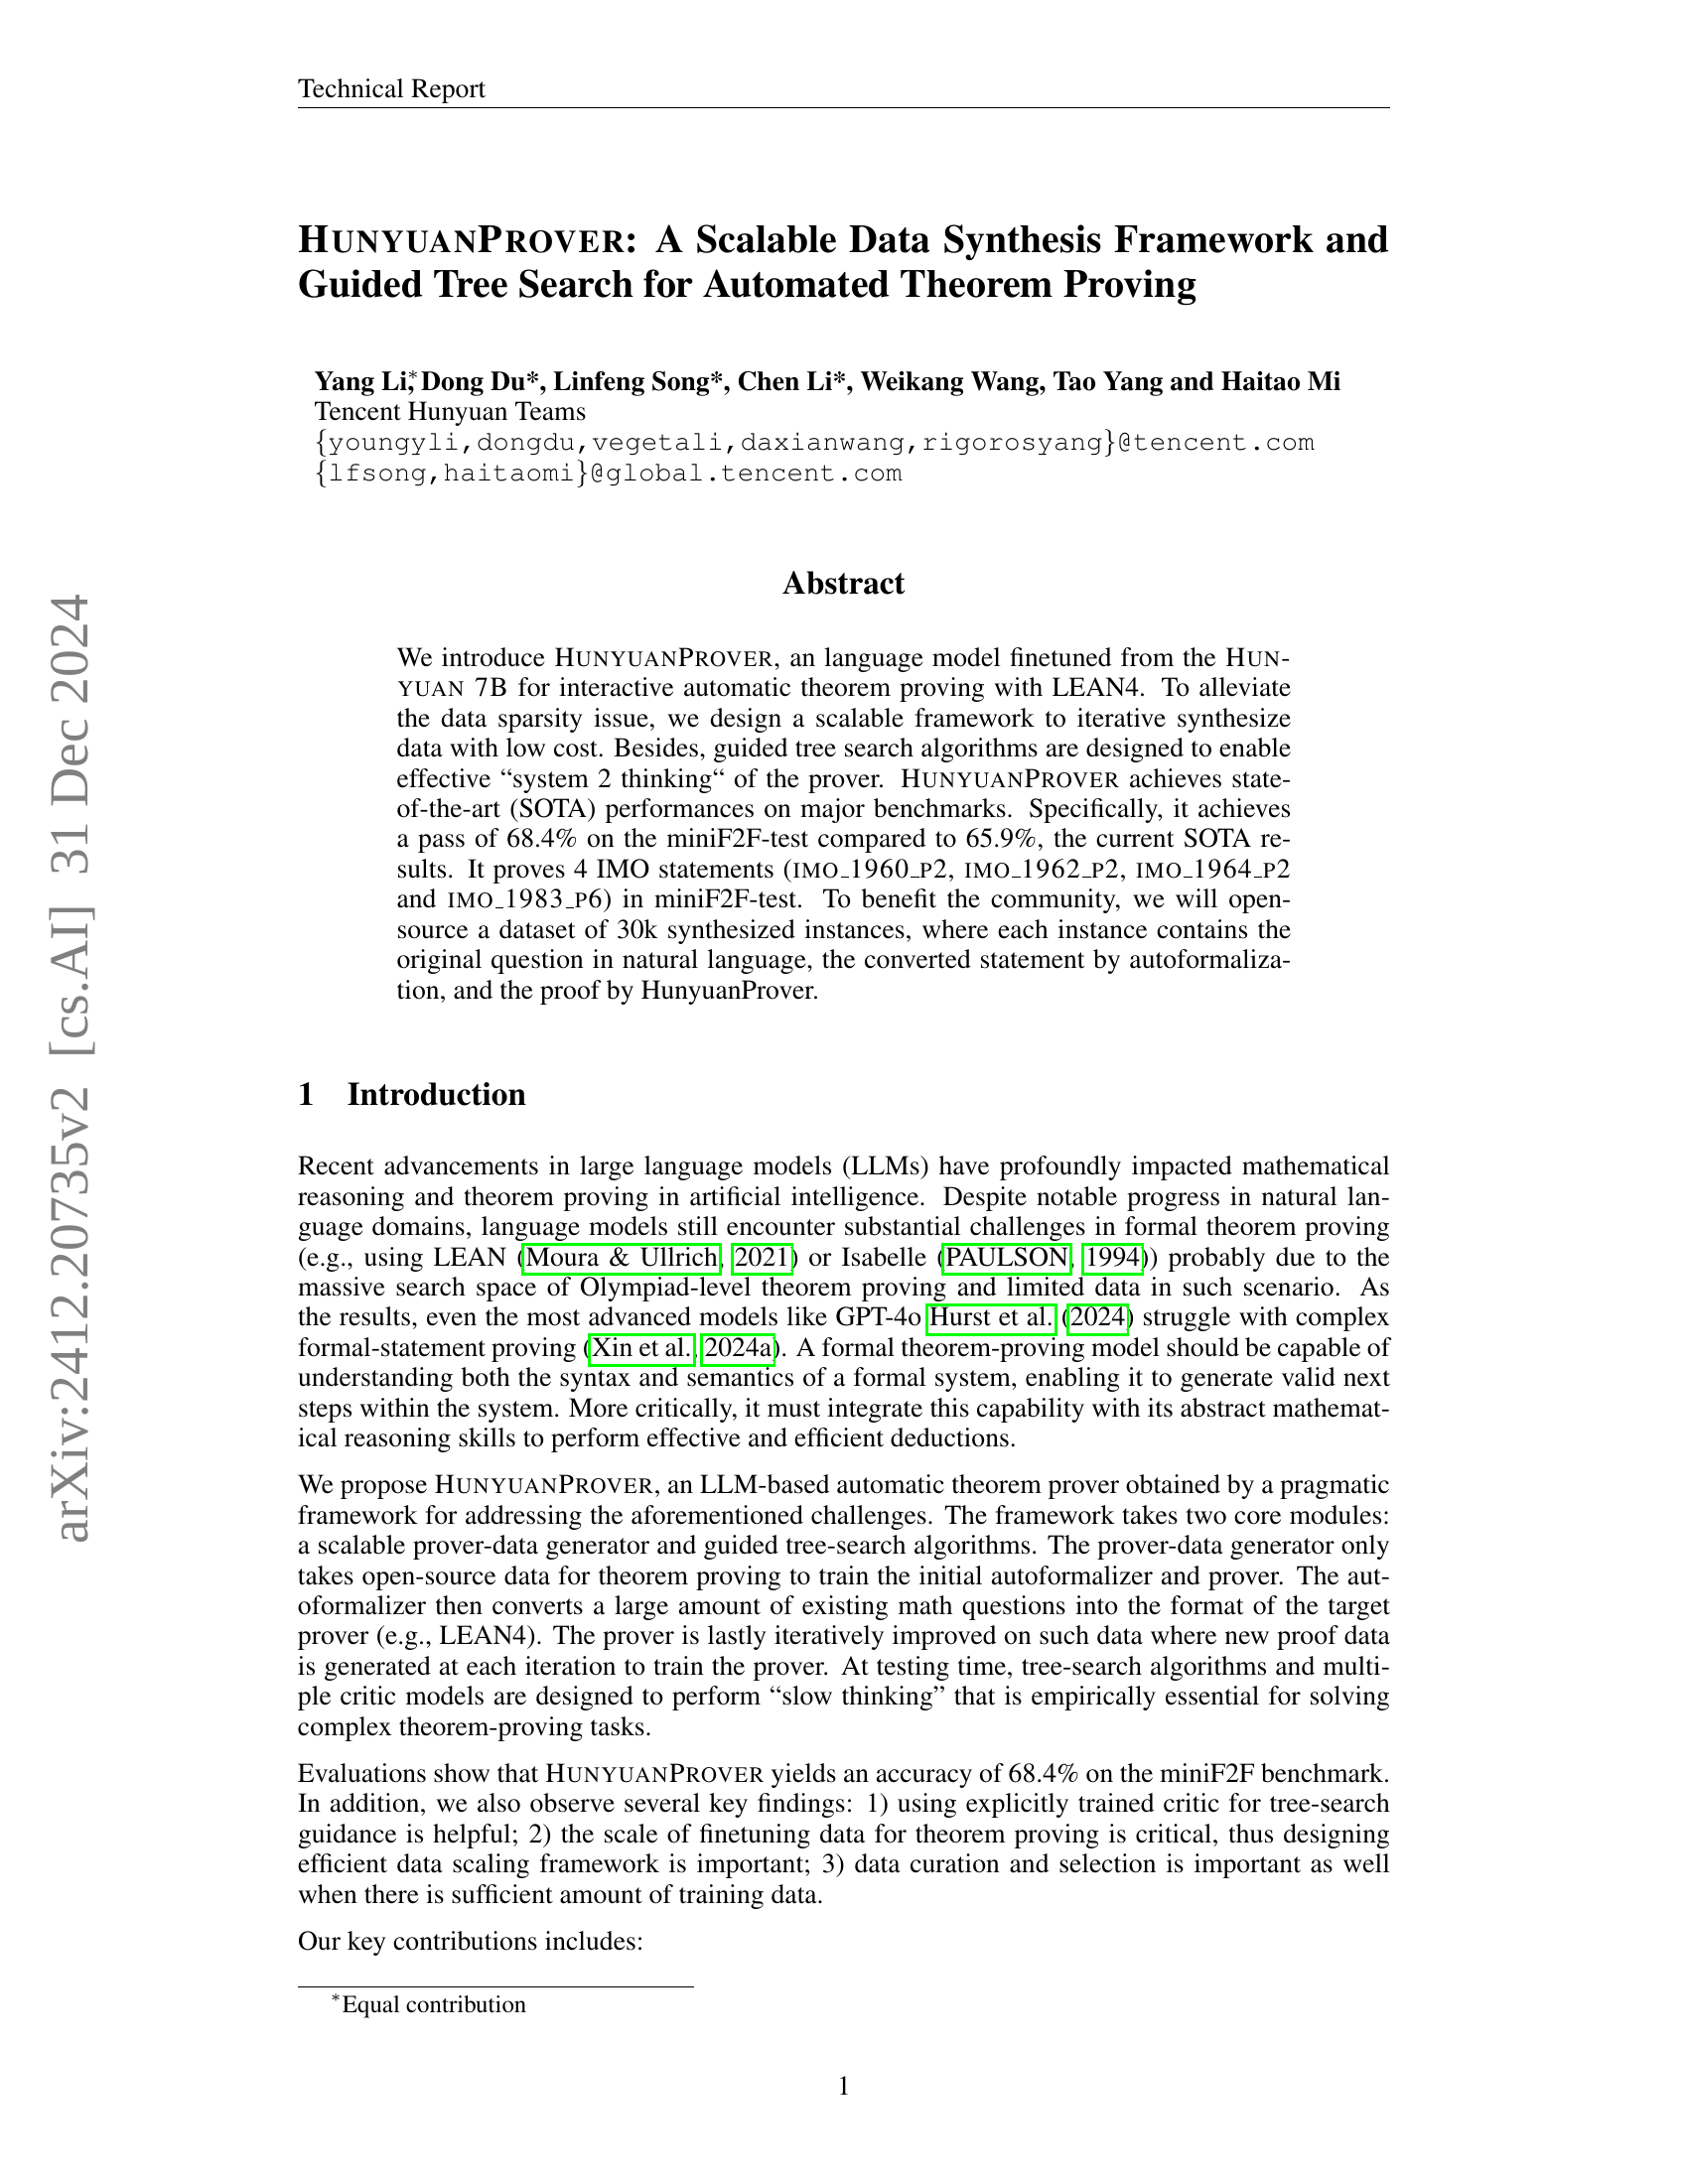 Technical Report
HUNYUANPROVER: A Scalable Data Synthesis Framework and
Guided Tree Search for Automated Theorem Proving
Yang Li*, Dong Du*, Linfeng Song*, Chen Li*, Weikang Wang, Tao Yang and Haitao Mi
Tencent Hunyuan Teams
{youngyli,dongdu,vegetali,daxianwang,rigorosyang}@tencent.com
{lfsong,haitaomi}@global.tencent.com
Abstract
We introduce HUNYUANPROVER, an language model finetuned from the HUN-
YUAN 7B for interactive automatic theorem proving with LEAN4. To alleviate
the data sparsity issue, we design a scalable framework to iterative synthesize
data with low cost. Besides, guided tree search algorithms are designed to enable
effective “system 2 thinking“ of the prover. HUNYUANPROVER achieves state-
of-the-art (SOTA) performances on major benchmarks. Specifically, it achieves
a pass of 68.4% on the miniF2F-test compared to 65.9%, the current SOTA re-
sults. It proves 4 IMO statements (IMO_1960_P2, IMO_1962_P2, IMO_1964_P2
and IMO_1983_P6) in miniF2F-test. To benefit the community, we will open-
source a dataset of 30k synthesized instances, where each instance contains the
original question in natural language, the converted statement by autoformaliza-
tion, and the proof by HunyuanProver.
1 Introduction
Recent advancements in large language models (LLMs) have profoundly impacted mathematical
reasoning and theorem proving in artificial intelligence. Despite notable progress in natural lan-
guage domains, language models still encounter substantial challenges in formal theorem proving
(e.g., using LEAN (Moura & Ullrich, 2021) or Isabelle (PAULSON, 1994)) probably due to the
massive search space of Olympiad-level theorem proving and limited data in such scenario. As
the results, even the most advanced models like GPT-4o Hurst et al. (2024) struggle with complex
formal-statement proving (Xin et al., 2024a). A formal theorem-proving model should be capable of
understanding both the syntax and semantics of a formal system, enabling it to generate valid next
steps within the system. More critically, it must integrate this capability with its abstract mathemat-
ical reasoning skills to perform effective and efficient deductions.
We propose HUNYUANPROVER, an LLM-based automatic theorem prover obtained by a pragmatic
framework for addressing the aforementioned challenges. The framework takes two core modules:
a scalable prover-data generator and guided tree-search algorithms. The prover-data generator only
takes open-source data for theorem proving to train the initial autoformalizer and prover. The aut-
oformalizer then converts a large amount of existing math questions into the format of the target
prover (e.g., LEAN4). The prover is lastly iteratively improved on such data where new proof data
is generated at each iteration to train the prover. At testing time, tree-search algorithms and multi-
ple critic models are designed to perform “slow thinking” that is empirically essential for solving
complex theorem-proving tasks.
Evaluations show that HUNYUANPROVER yields an accuracy of 68.4% on the miniF2F benchmark.
In addition, we also observe several key findings: 1) using explicitly trained critic for tree-search
guidance is helpful; 2) the scale of finetuning data for theorem proving is critical, thus designing
efficient data scaling framework is important; 3) data curation and selection is important as well
when there is sufficient amount of training data.
Our key contributions includes:
*Equal contribution
1
arXiv:2412.20735v2 [cs.AI] 31 Dec 2024